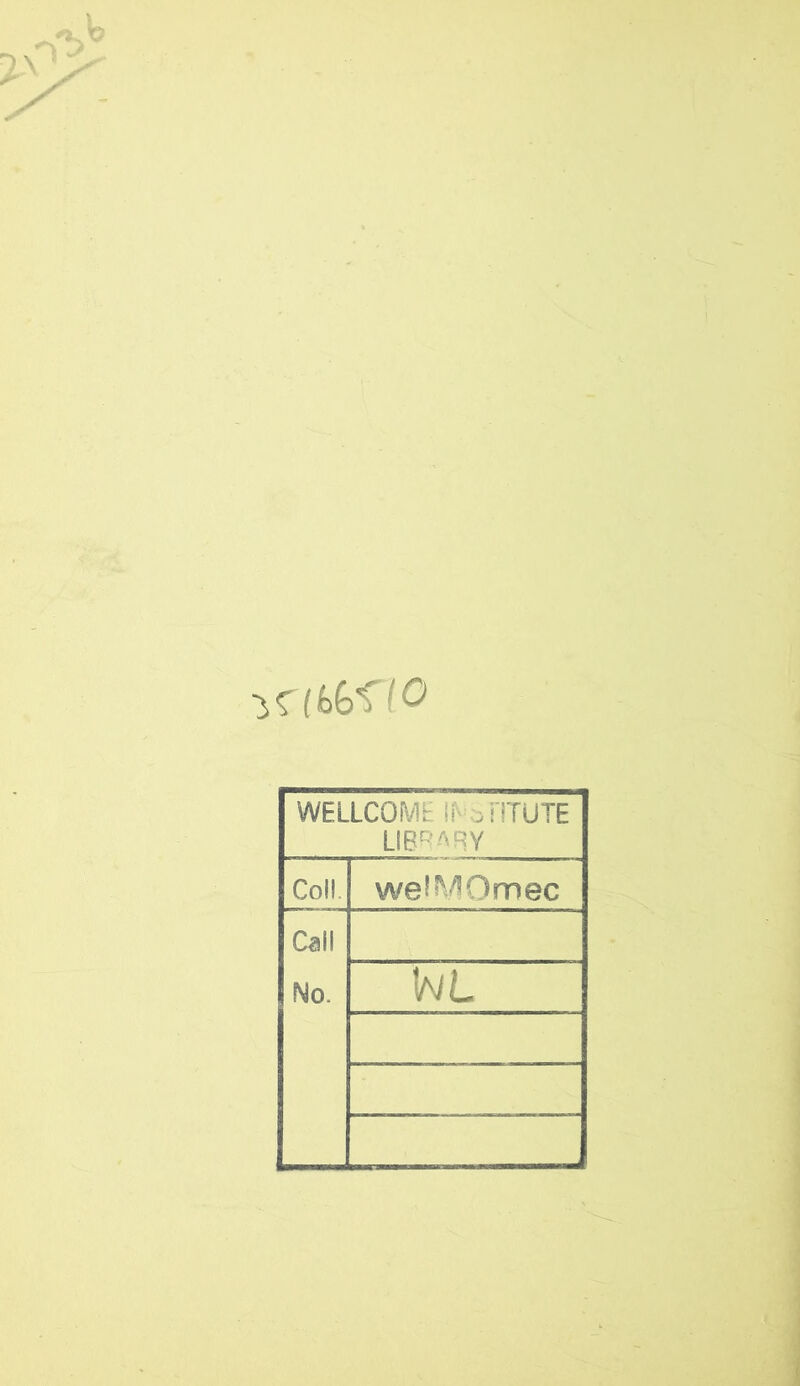 WELLCOME INSTITUTE
LIBRARY
Coll. welMOmec
Call
No. WL